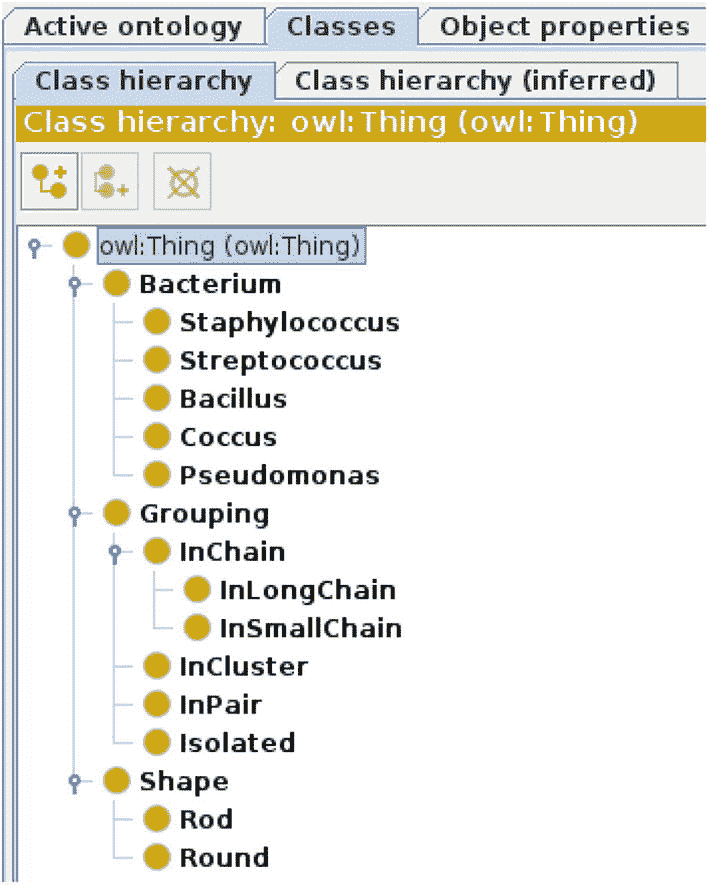 Active ontology Classes Object properties
Class hierarchy Class hierarchy (inferred)
Class hierarchy: owl:Thing (owl:Thing)
owl:Thing (owl:Thing)
Bacterium
Staphylococcus
Streptococcus
Bacillus
Coccus
Pseudomonas
Grouping
InChain
InLongChain
InSmallChain
InCluster
InPair
Isolated
Shape
Rod
Round